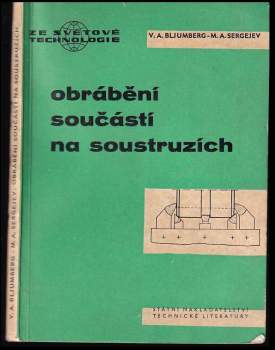 V. A. BLJUMBERG - M. A. SERGEJEV: OBRÁBĚNÍ SOUČÁSTÍ NA SOUSTRUZÍCH
ZE SVĚTOVÉ
TECHNOLOGIE
V. A. BLJUMBERG - M. A. SERGEJEV
obrábění
součástí
na soustruzích
STÁTNÍ NAKLADATELSTVÍ
TECHNICKÉ LITERATURY